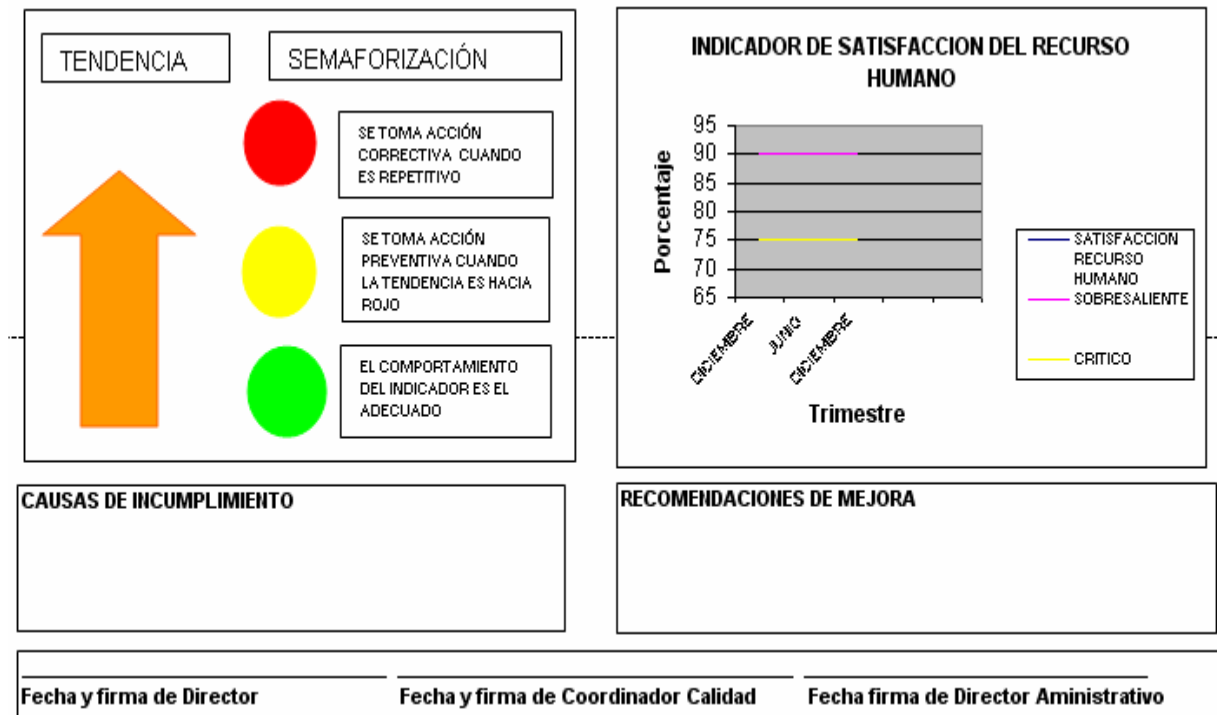 TENDENCIA
SEMAFORIZACIÓN
SE TOMA ACCIÓN
CORRECTIVA CUANDO
ES REPETITIVO
SE TOMA ACCIÓN
PREVENTIVA CUANDO
LA TENDENCIA ES HACIA
ROJO
EL COMPORTAMIENTO
DEL INDICADOR ES EL
ADECUADO
INDICADOR DE SATISFACCION DEL RECURSO
HUMANO
Porcentaje
95
90
85
80
75
70
65
DICIEMBRE
JUNIO
DICIEMBRE
Trimestre
SATISFACCION
RECURSO
HUMANO
SOBRESALIENTE
CRITICO
CAUSAS DE INCUMPLIMIENTO
RECOMENDACIONES DE MEJORA
Fecha y firma de Director
Fecha y firma de Coordinador Calidad
Fecha firma de Director Aministrativo